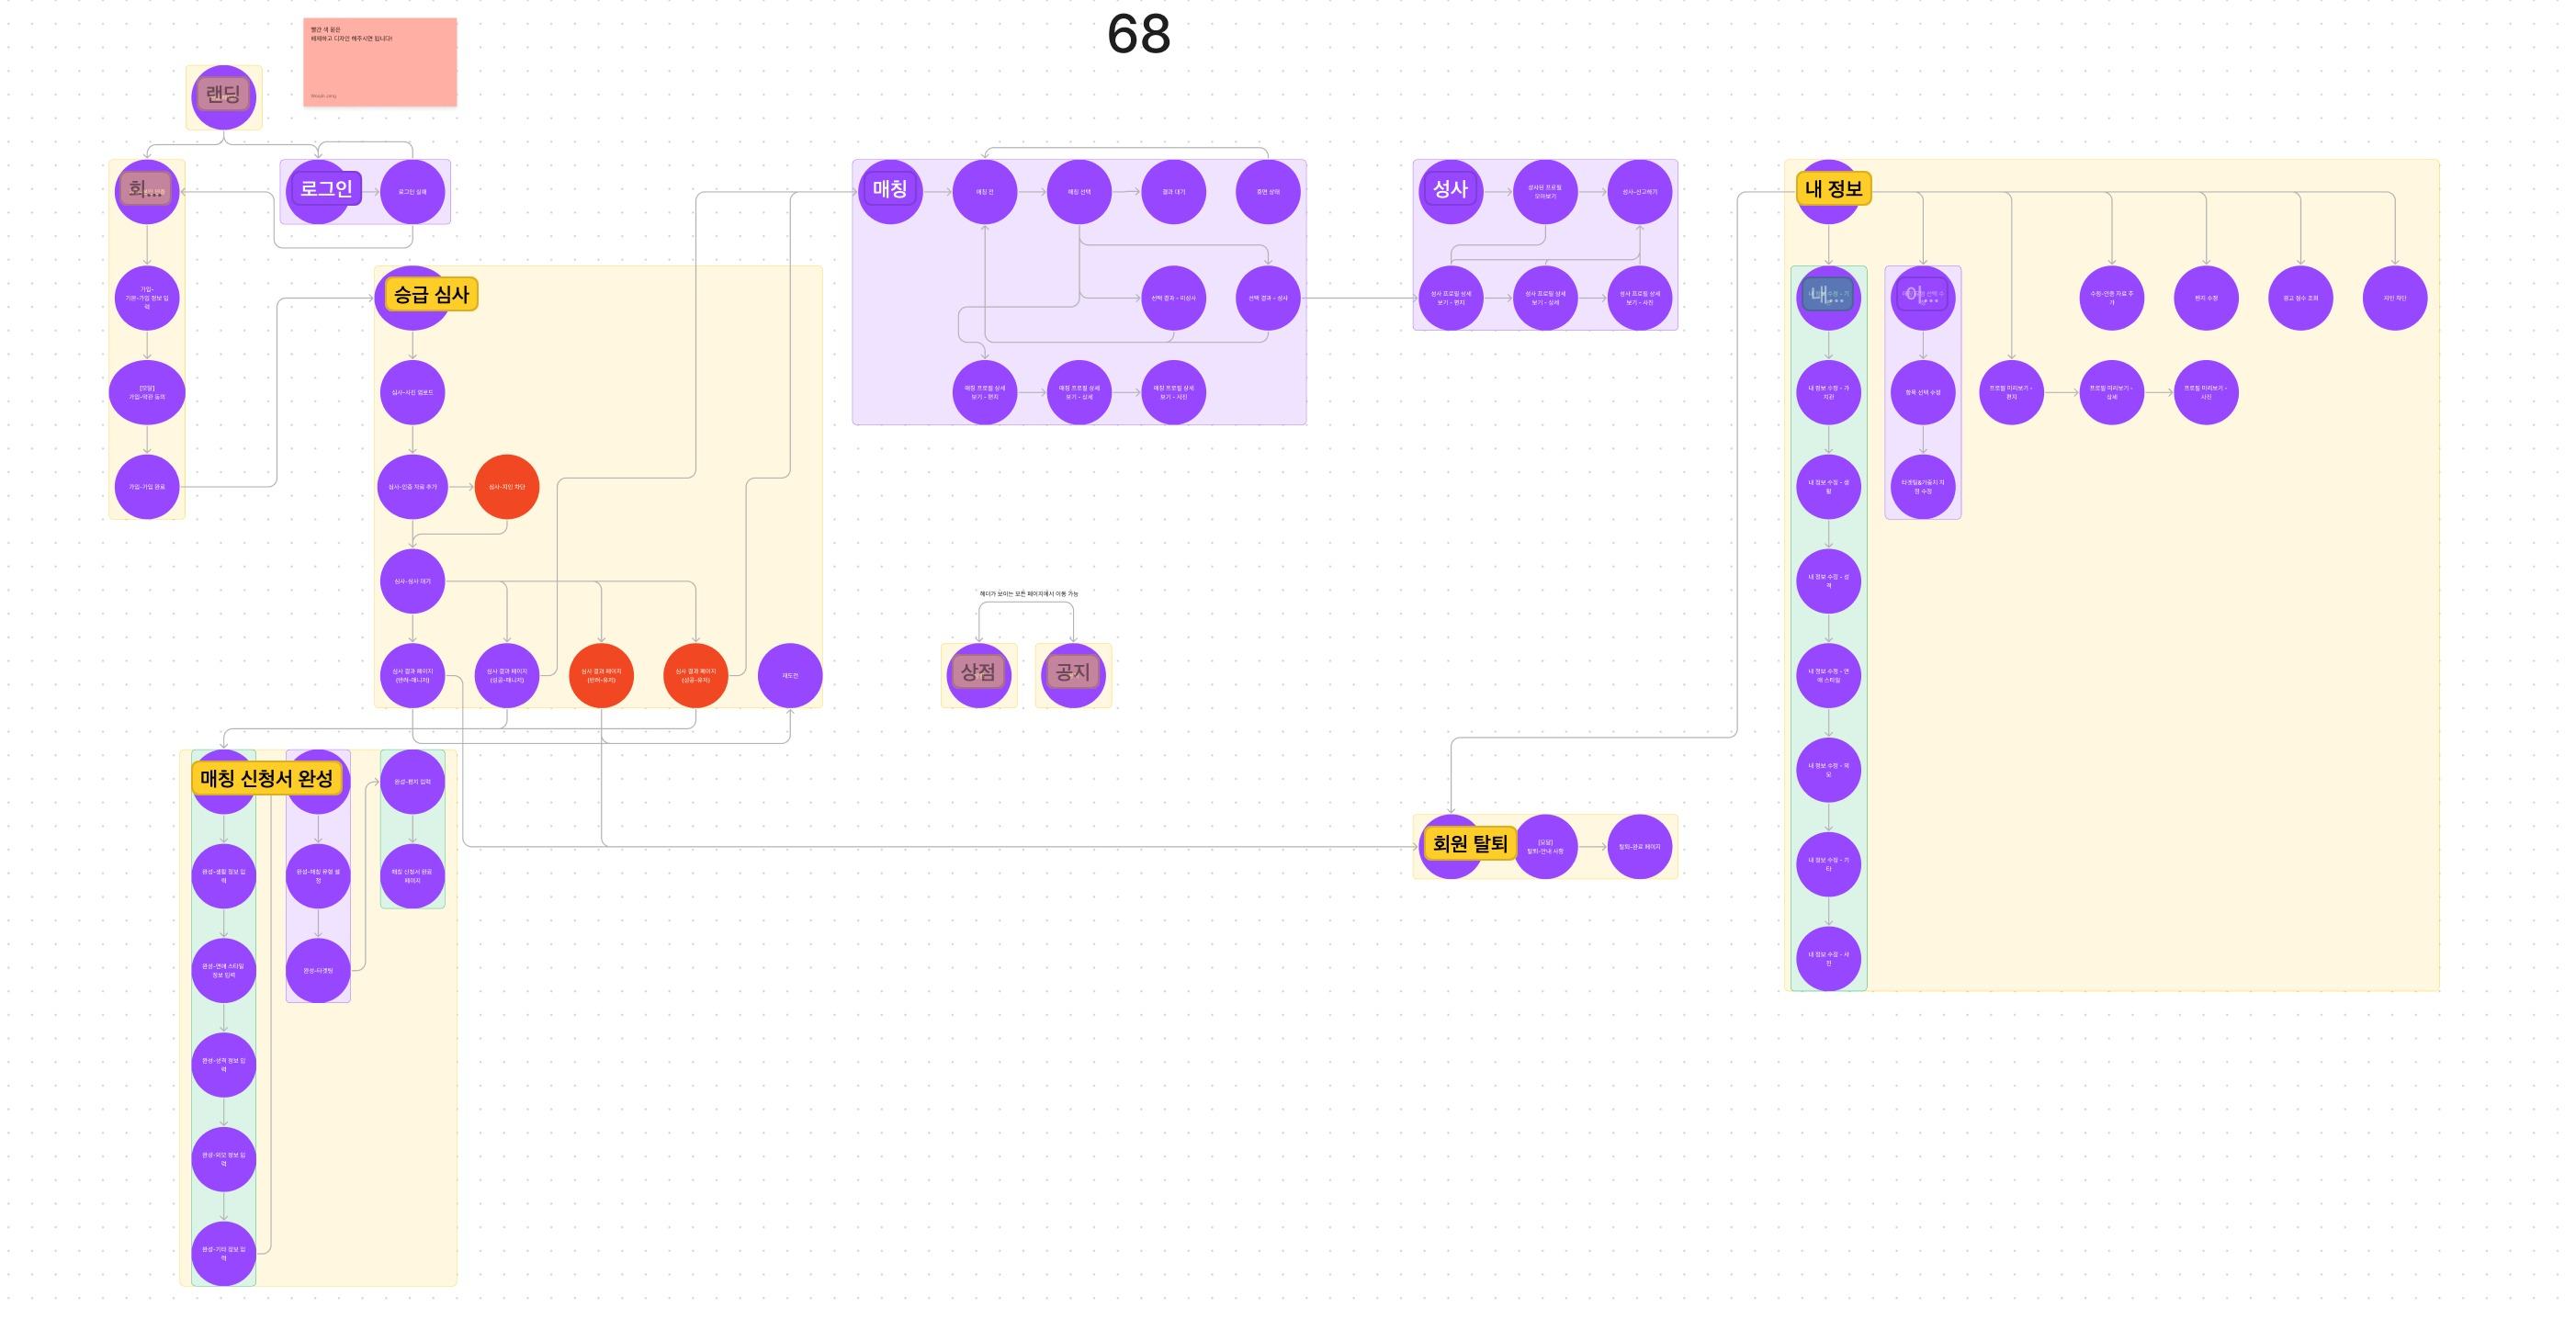 68
빨간 색 원은
배제하고 디자인 해주시면 됩니다!
랜딩
회...
로그인
로그인 실패
매칭
매칭 전
매칭 선택
결과 대기
휴면 상태
성사
성사된 프로필
모아보기
성사-신고하기
내 정보
가입-
기본-가입 정보 입
력
승급 심사
선택 결과 - 미성사
선택 결과 - 성사
성사 프로필 상세
보기 - 편지
성사 프로필 상세
보기 - 상세
성사 프로필 상세
보기 - 사진
내...
이...
수정-인증 자료 추
가
편지 수정
경고 점수 조회
지인 차단
[모달]
가입-약관 동의
심사-사진 업로드
매칭 프로필 상세
보기 - 편지
매칭 프로필 상세
보기 - 상세
매칭 프로필 상세
보기 - 사진
내 정보 수정 - 가
치관
항목 선택 수정
프로필 미리보기 -
편지
프로필 미리보기 -
상세
프로필 미리보기 -
사진
가입-가입 완료
심사-인증 자료 추가
심사-지인 차단
내 정보 수정 - 생
활
타겟팅&가중치 지
정 수정
심사-심사 대기
내 정보 수정 - 성
격
헤더가 보이는 모든 페이지에서 이동 가능
심사 결과 페이지
(반려-매니저)
심사 결과 페이지
(성공-매니저)
심사 결과 페이지
(반려-유저)
심사 결과 페이지
(성공-유저)
재도전
상점
공지
내 정보 수정 - 연
애 스타일
매칭 신청서 완성
완성-편지 입력
내 정보 수정 - 외
모
회원 탈퇴
[모달]
탈퇴-안내 사항
탈퇴-완료 페이지
완성-생활 정보 입
력
완성-매칭 유형 설
정
매칭 신청서 완료
페이지
내 정보 수정 - 기
타
완성-연애 스타일
정보 입력
완성-타겟팅
내 정보 수정 - 사
진
완성-성격 정보 입
력
완성-외모 정보 입
력
완성-기타 정보 입
력